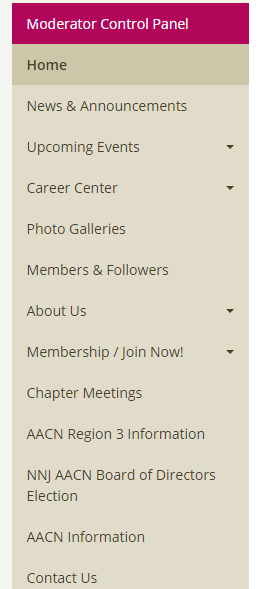 Moderator Control Panel
Home
News & Announcements
Upcoming Events
Career Center
Photo Galleries
Members & Followers
About Us
Membership / Join Now!
Chapter Meetings
AACN Region 3 Information
NNJ AACN Board of Directors
Election
AACN Information
Contact Us